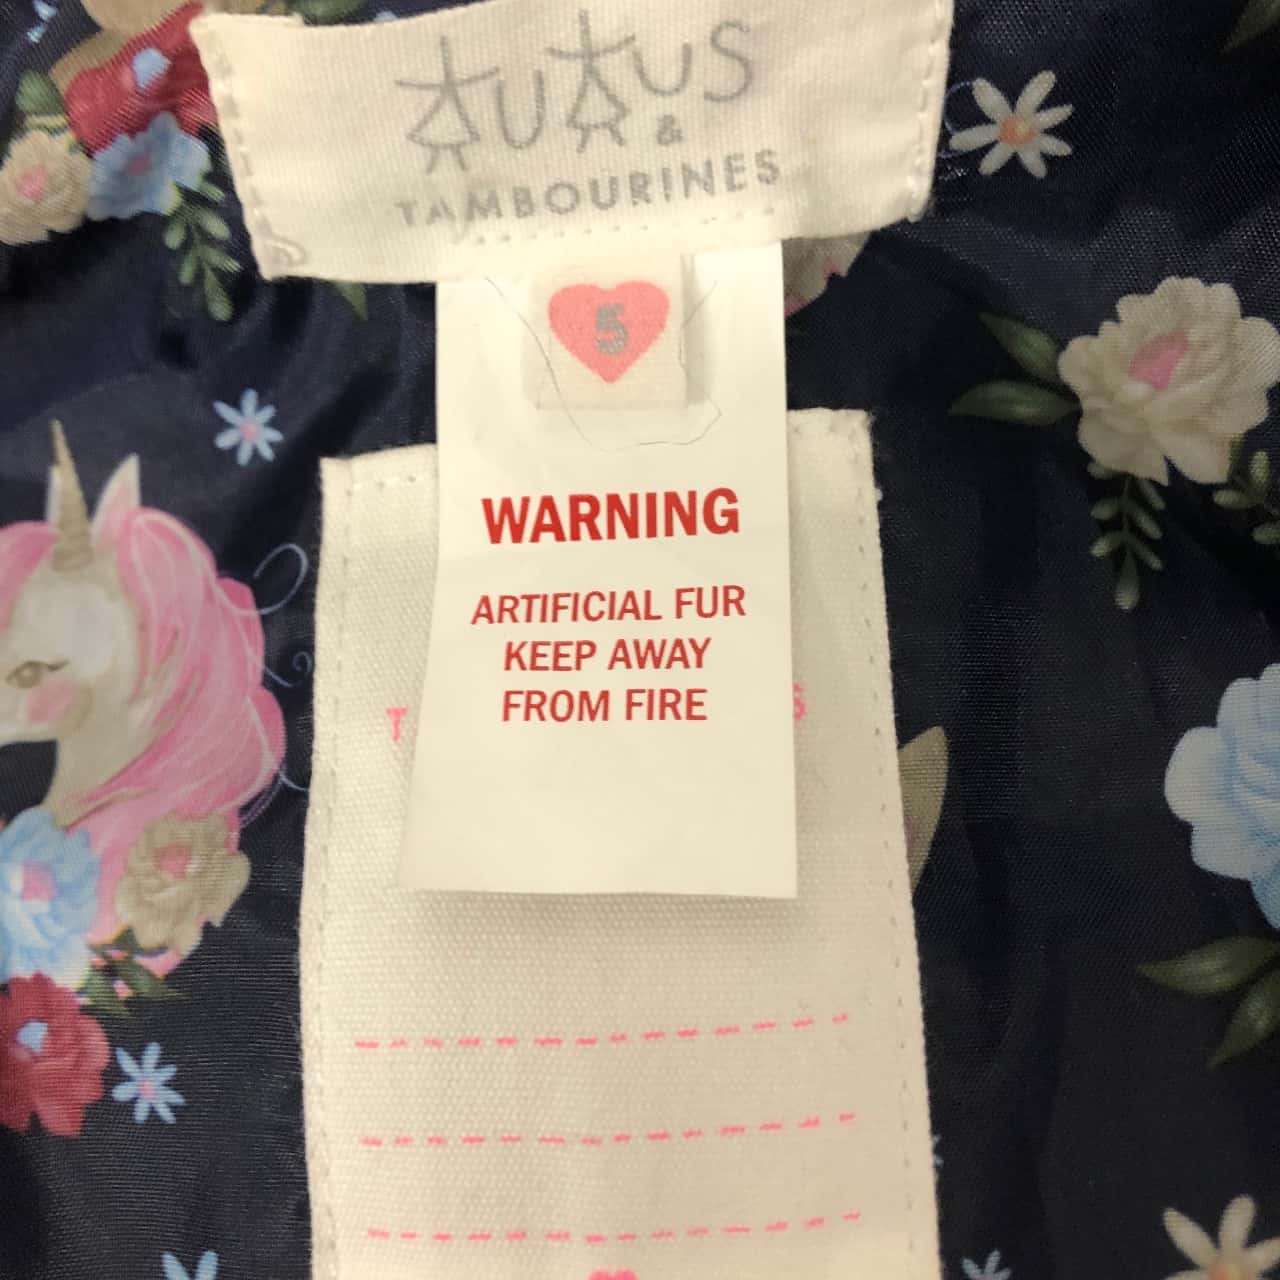 TUTUS
&
TAMBOURINES
5
WARNING
ARTIFICIAL FUR
KEEP AWAY
FROM FIRE
T S